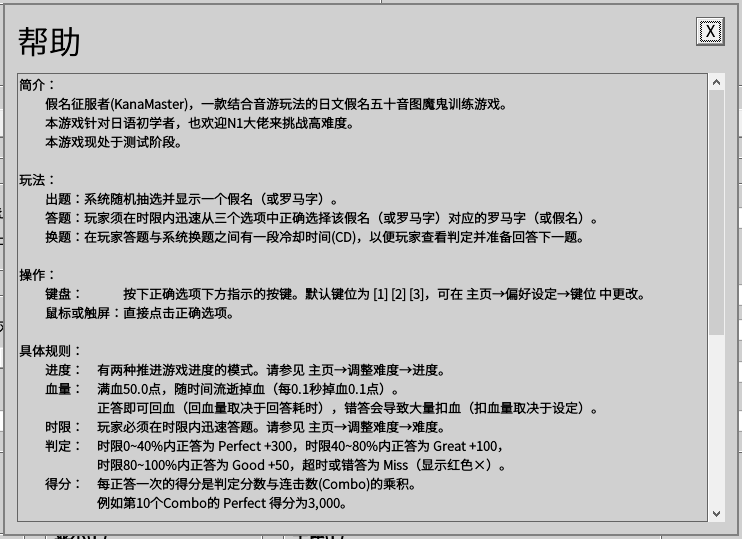 帮助
X
简介：
假名征服者(KanaMaster)，一款结合音游玩法的日文假名五十音图魔鬼训练游戏。
本游戏针对日语初学者，也欢迎N1大佬来挑战高难度。
本游戏现处于测试阶段。
玩法：
出题：系统随机抽选并显示一个假名（或罗马字）。
答题：玩家须在时限内迅速从三个选项中正确选择该假名（或罗马字）对应的罗马字（或假名）。
换题：在玩家答题与系统换题之间有一段冷却时间(CD)，以便玩家查看判定并准备回答下一题。
操作：
键盘： 按下正确选项下方指示的按键。默认键位为 [1] [2] [3]，可在 主页→偏好设定→键位 中更改。
鼠标或触屏：直接点击正确选项。
具体规则：
进度： 有两种推进游戏进度的模式。请参见 主页→调整难度→进度。
血量： 满血50.0点，随时间流逝掉血（每0.1秒掉血0.1点）。
正答即可回血（回血量取决于回答耗时），错答会导致大量扣血（扣血量取决于设定）。
时限： 玩家必须在时限内迅速答题。请参见 主页→调整难度→难度。
判定： 时限0~40%内正答为 Perfect +300，时限40~80%内正答为 Great +100，
时限80~100%内正答为 Good +50，超时或错答为 Miss（显示红色×）。
得分： 每正答一次的得分是判定分数与连击数(Combo)的乘积。
例如第10个Combo的 Perfect 得分为3,000。